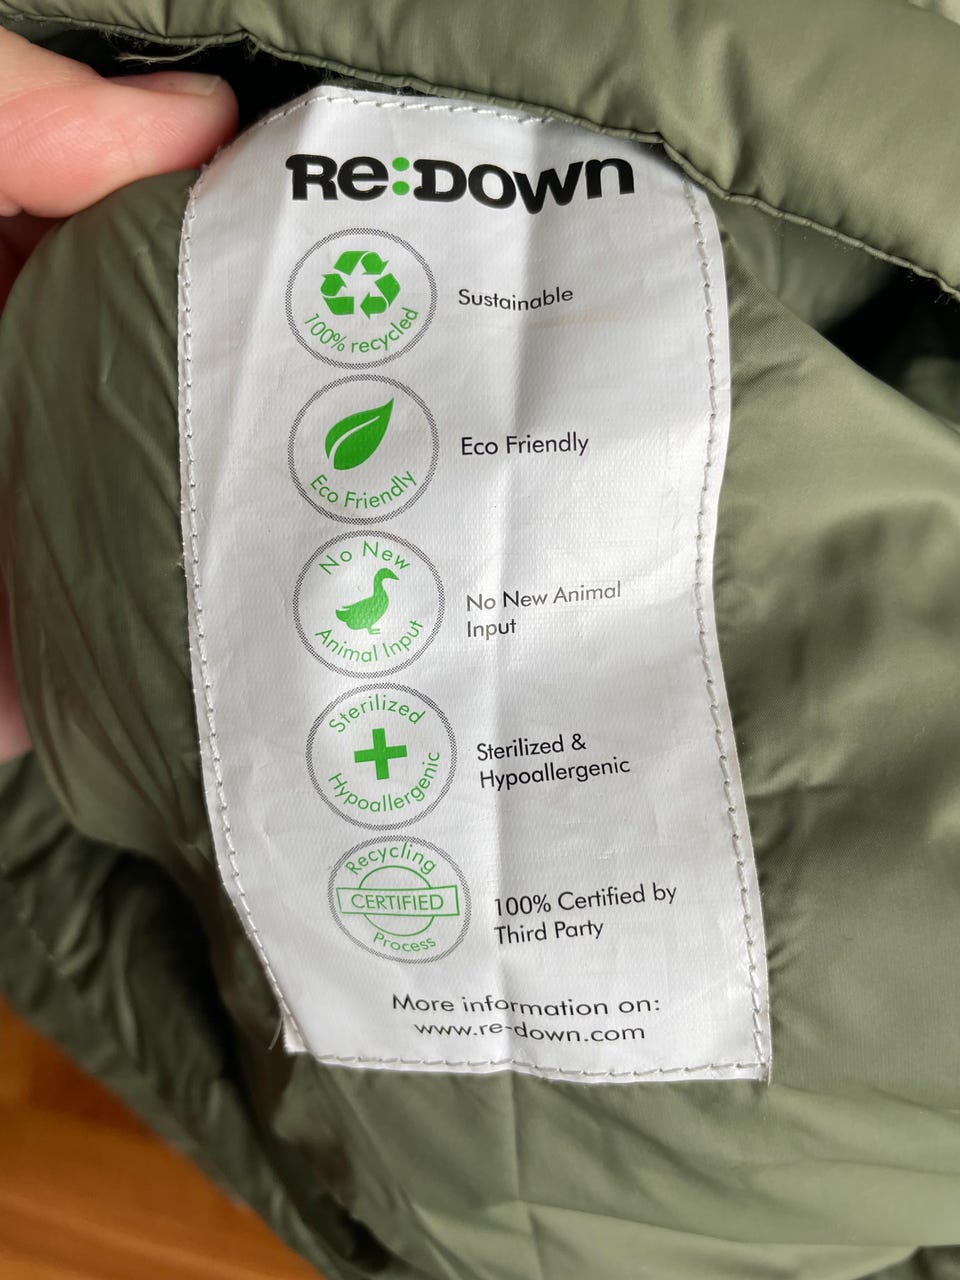 Re:Down
100% recycled
Sustainable
Eco Friendly
Eco Friendly
No New
Animal Input
No New Animal
Input
Sterilized
Hypoallergenic
Sterilized &
Hypoallergenic
Recycling
CERTIFIED
Process
100% Certified by
Third Party
More information on:
www.re-down.com